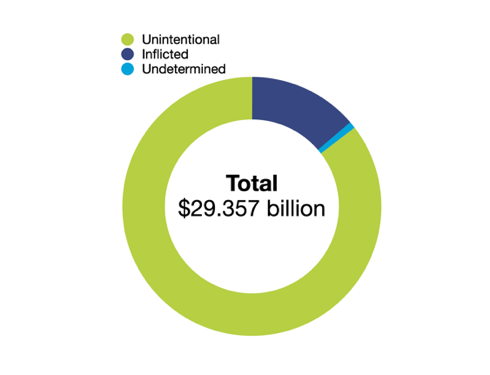 Unintentional
Inflicted
Undetermined
Total
$29.357 billion